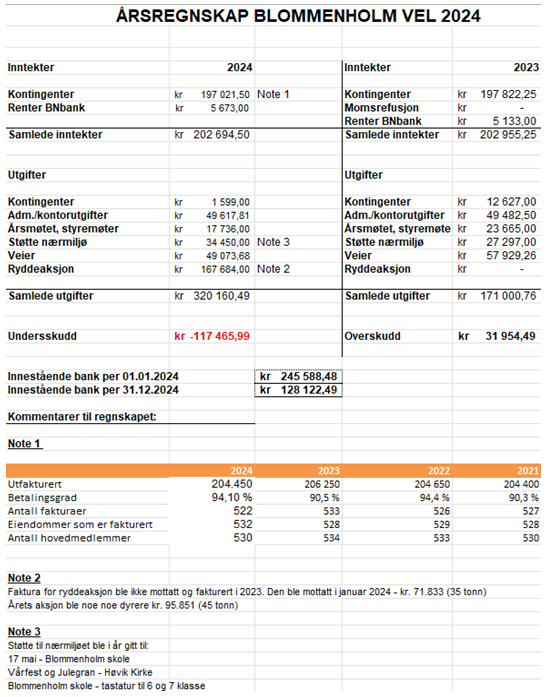 ÅRSREGNSKAP BLOMMENHOLM VEL 2024
Inntekter 2024 Inntekter 2023
Kontingenter kr 197 021,50 Note 1 Kontingenter kr 197 822,25
Renter BNbank kr 5 673,00 Momsrefusjon kr -
Renter BNbank kr 5 133,00
Samlede inntekter kr 202 694,50 Samlede inntekter kr 202 955,25
Utgifter Utgifter
Kontingenter kr 1 599,00 Kontingenter kr 12 627,00
Adm./kontorutgifter kr 49 617,81 Adm./kontorutgifter kr 49 482,50
Årsmøtet, styremøter kr 17 736,00 Årsmøtet, styremøte kr 23 665,00
Støtte nærmiljø kr 34 450,00 Note 3 Støtte nærmiljø kr 27 297,00
Veier kr 49 073,68 Veier kr 57 929,26
Ryddeaksjon kr 167 684,00 Note 2 Ryddeaksjon kr -
Samlede utgifter kr 320 160,49 Samlede utgifter kr 171 000,76
Undersskudd kr -117 465,99 Overskudd kr 31 954,49
Innestående bank per 01.01.2024 kr 245 588,48
Innestående bank per 31.12.2024 kr 128 122,49
Kommentarer til regnskapet:
Note 1
2024 2023 2022 2021
Utfakturert 204.450 206 250 204 650 204 400
Betalingsgrad 94,10 % 90,5 % 94,4 % 90,3 %
Antall fakturaer 522 533 526 527
Eiendommer som er fakturert 532 528 529 528
Antall hovedmedlemmer 530 534 533 530
Note 2
Faktura for ryddeaksjon ble ikke mottatt og fakturert i 2023. Den ble mottatt i januar 2024 - kr. 71.833 (35 tonn)
Årets aksjon ble noe noe dyrere kr. 95.851 (45 tonn)
Note 3
Støtte til nærmiljøet ble i år gitt til:
17 mai - Blommenholm skole
Vårfest og Julegran - Høvik Kirke
Blommenholm skole - tastatur til 6 og 7 klasse